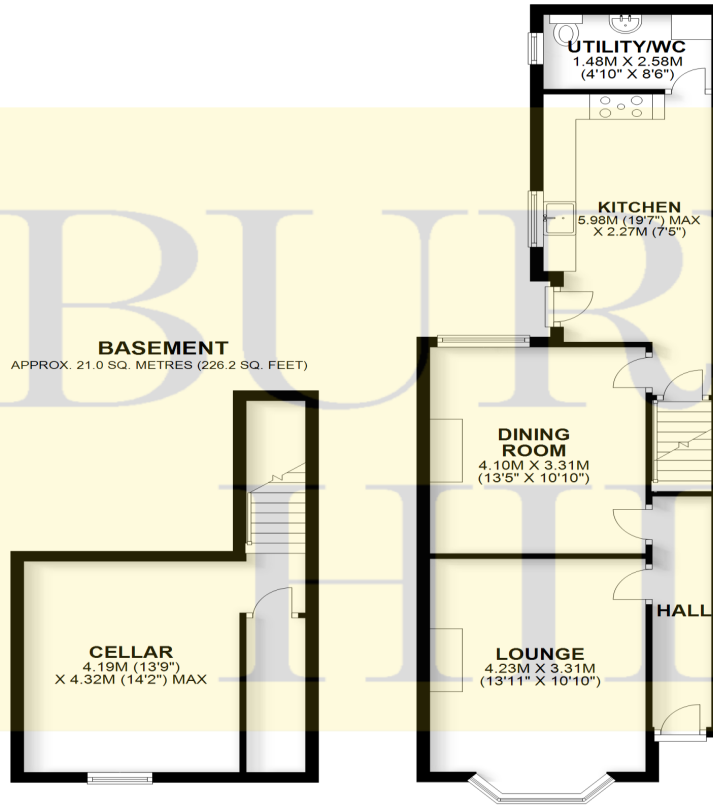 UTILITY/WC
1.48M X 2.58M
(4'10" X 8'6")
KITCHEN
5.98M (19'7") MAX
X 2.27M (7'5")
BASEMENT
APPROX. 21.0 SQ. METRES (226.2 SQ. FEET)
DINING
ROOM
4.10M X 3.31M
(13'5" X 10'10")
HALL
CELLAR
4.19M (13'9")
X 4.32M (14'2") MAX
LOUNGE
4.23M X 3.31M
(13'11" X 10'10")